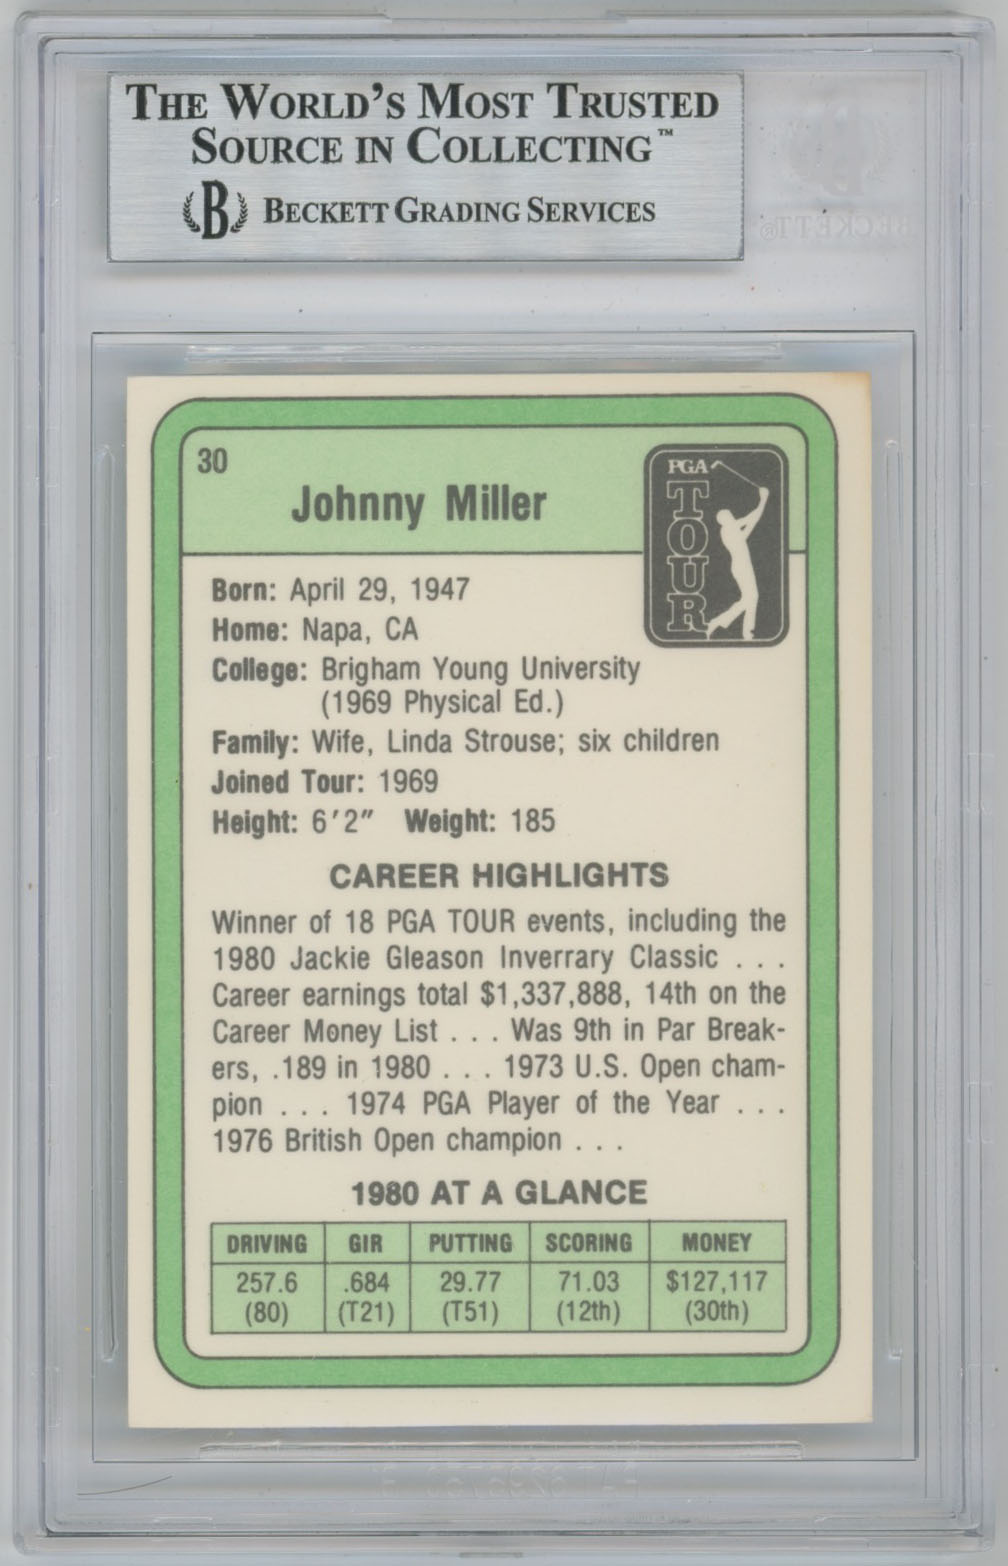 THE WORLD'S MOST TRUSTED
SOURCE IN COLLECTING™
B BECKETT GRADING SERVICES
BECKETT®
30
Johnny Miller
PGA
TOUR
Born: April 29, 1947
Home: Napa, CA
College: Brigham Young University
(1969 Physical Ed.)
Family: Wife, Linda Strouse; six children
Joined Tour: 1969
Height: 6'2" Weight: 185
CAREER HIGHLIGHTS
Winner of 18 PGA TOUR events, including the
1980 Jackie Gleason Inverrary Classic . . .
Career earnings total $1,337,888, 14th on the
Career Money List . . . Was 9th in Par Break-
ers, .189 in 1980 . . . 1973 U.S. Open cham-
pion . . . 1974 PGA Player of the Year . . .
1976 British Open champion . . .
1980 AT A GLANCE
DRIVING GIR PUTTING SCORING MONEY
257.6 .684 29.77 71.03 $127,117
(80) (T21) (T51) (12th) (30th)